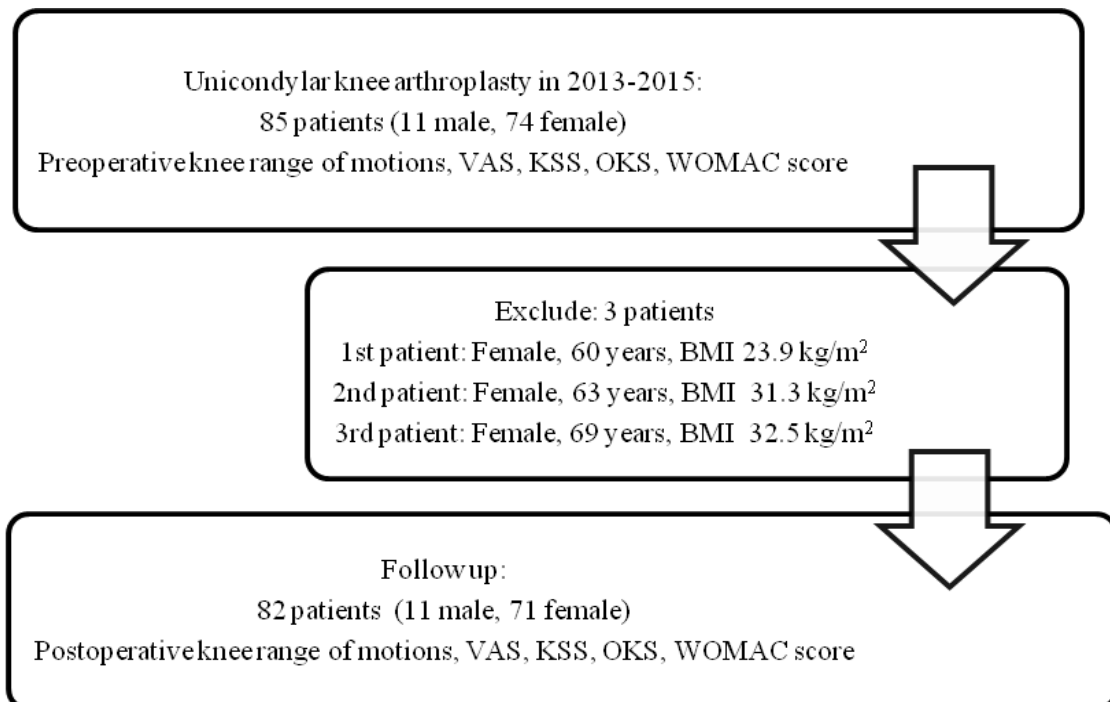 Unicondylar knee arthroplasty in 2013-2015:
85 patients (11 male, 74 female)
Preoperative knee range of motions, VAS, KSS, OKS, WOMAC score
Exclude: 3 patients
1st patient: Female, 60 years, BMI 23.9 kg/m²
2nd patient: Female, 63 years, BMI 31.3 kg/m²
3rd patient: Female, 69 years, BMI 32.5 kg/m²
Follow up:
82 patients (11 male, 71 female)
Postoperative knee range of motions, VAS, KSS, OKS, WOMAC score